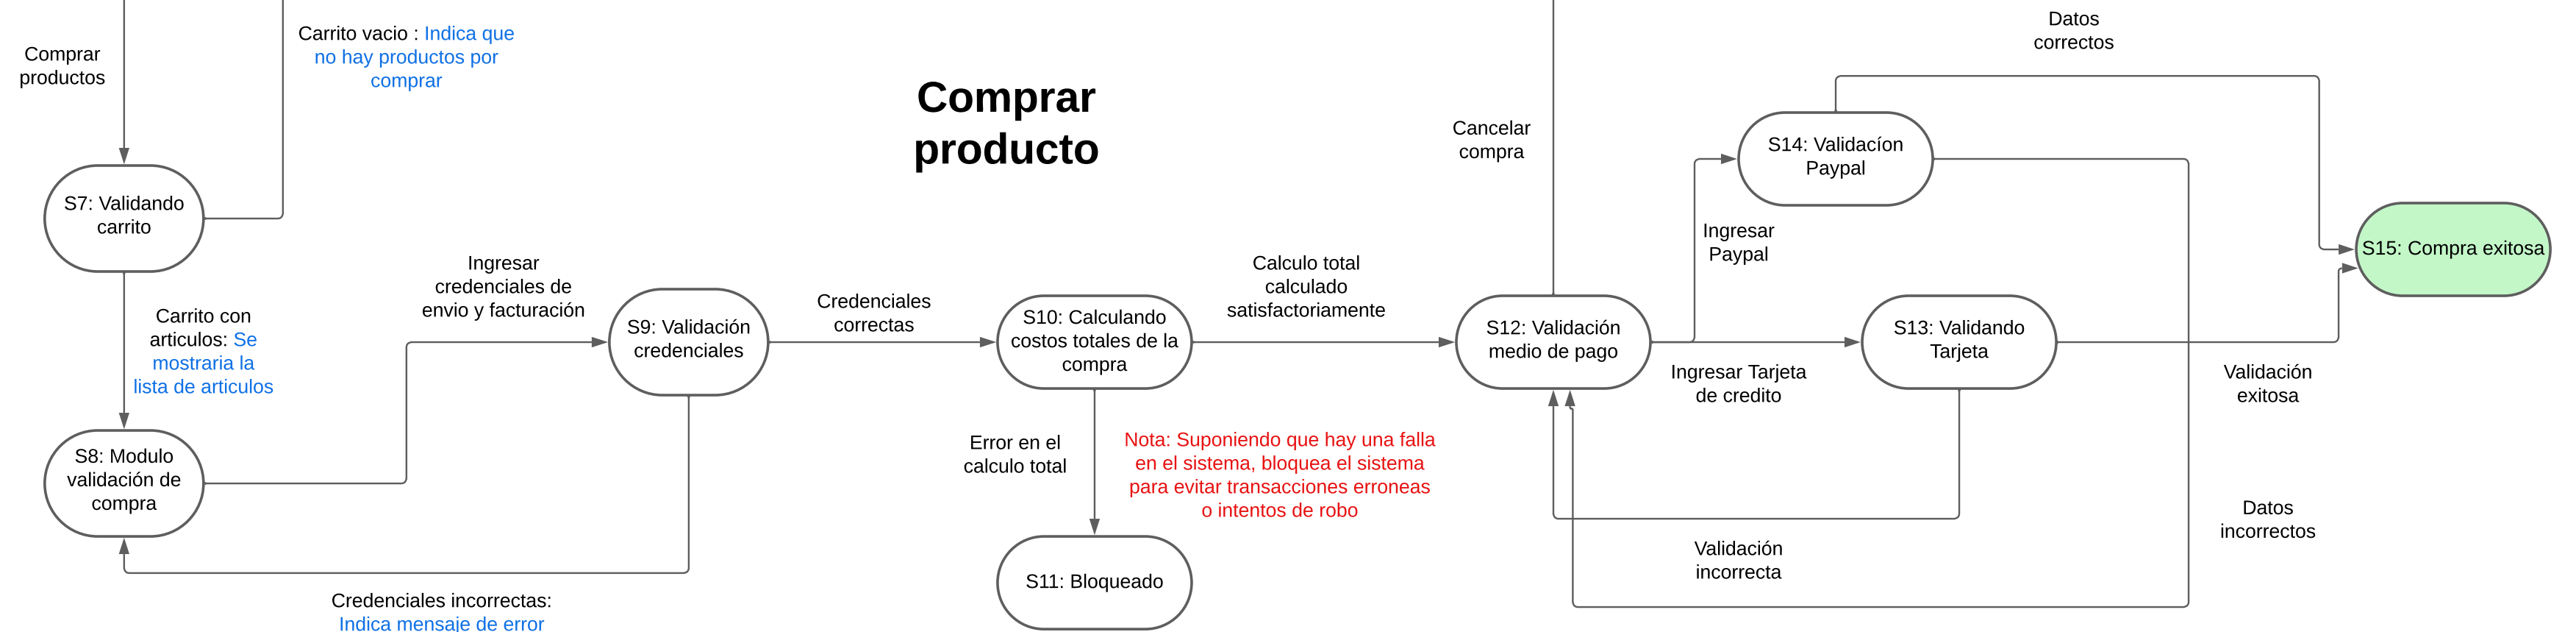 Comprar
productos
Carrito vacio : Indica que
no hay productos por
comprar
Comprar
producto
Cancelar
compra
Datos
correctos
S14: Validacíon
Paypal
S7: Validando
carrito
Ingresar
Paypal
S15: Compra exitosa
Ingresar
credenciales de
envio y facturación
Credenciales
correctas
Calculo total
calculado
satisfactoriamente
Carrito con
articulos: Se
mostraria la
lista de articulos
S9: Validación
credenciales
S10: Calculando
costos totales de la
compra
S12: Validación
medio de pago
S13: Validando
Tarjeta
Ingresar Tarjeta
de credito
Validación
exitosa
S8: Modulo
validación de
compra
Error en el
calculo total
Nota: Suponiendo que hay una falla
en el sistema, bloquea el sistema
para evitar transacciones erroneas
o intentos de robo
Datos
incorrectos
Validación
incorrecta
S11: Bloqueado
Credenciales incorrectas:
Indica mensaje de error